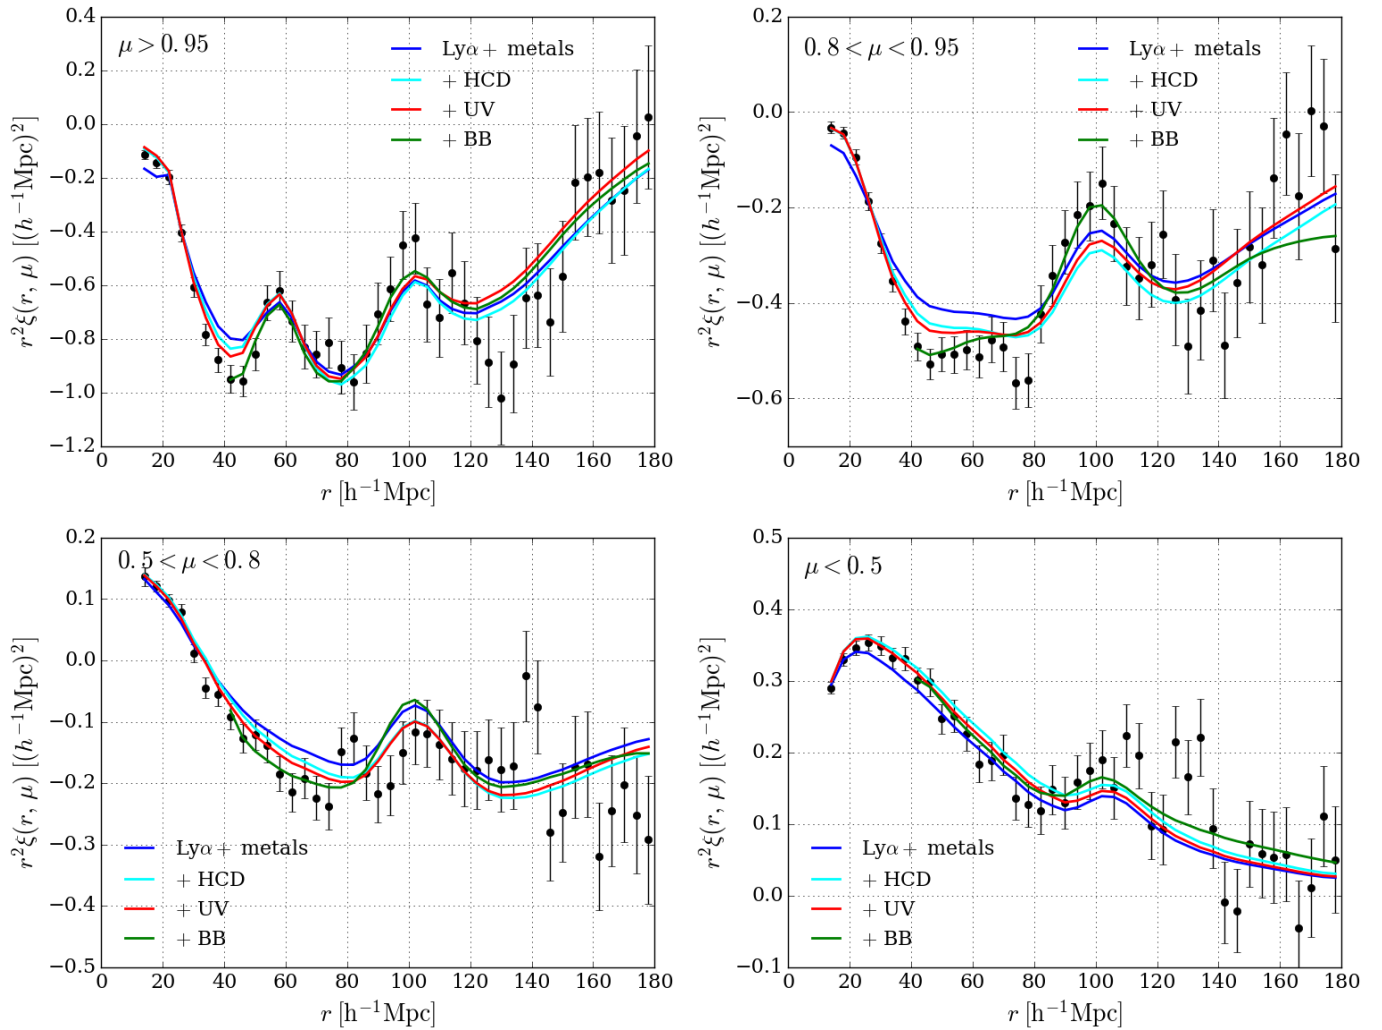 μ > 0.95
Lyα + metals
+ HCD
+ UV
+ BB
0.4
0.2
0.0
−0.2
−0.4
−0.6
−0.8
−1.0
−1.2
r²ξ(r, μ) [(h⁻¹Mpc)²]
0 20 40 60 80 100 120 140 160 180
r [h⁻¹Mpc]
0.8 < μ < 0.95
Lyα + metals
+ HCD
+ UV
+ BB
0.2
0.0
−0.2
−0.4
−0.6
r²ξ(r, μ) [(h⁻¹Mpc)²]
0 20 40 60 80 100 120 140 160 180
r [h⁻¹Mpc]
0.5 < μ < 0.8
0.2
0.1
0.0
−0.1
−0.2
−0.3
−0.4
−0.5
r²ξ(r, μ) [(h⁻¹Mpc)²]
Lyα + metals
+ HCD
+ UV
+ BB
0 20 40 60 80 100 120 140 160 180
r [h⁻¹Mpc]
μ < 0.5
0.5
0.4
0.3
0.2
0.1
0.0
−0.1
r²ξ(r, μ) [(h⁻¹Mpc)²]
Lyα + metals
+ HCD
+ UV
+ BB
0 20 40 60 80 100 120 140 160 180
r [h⁻¹Mpc]